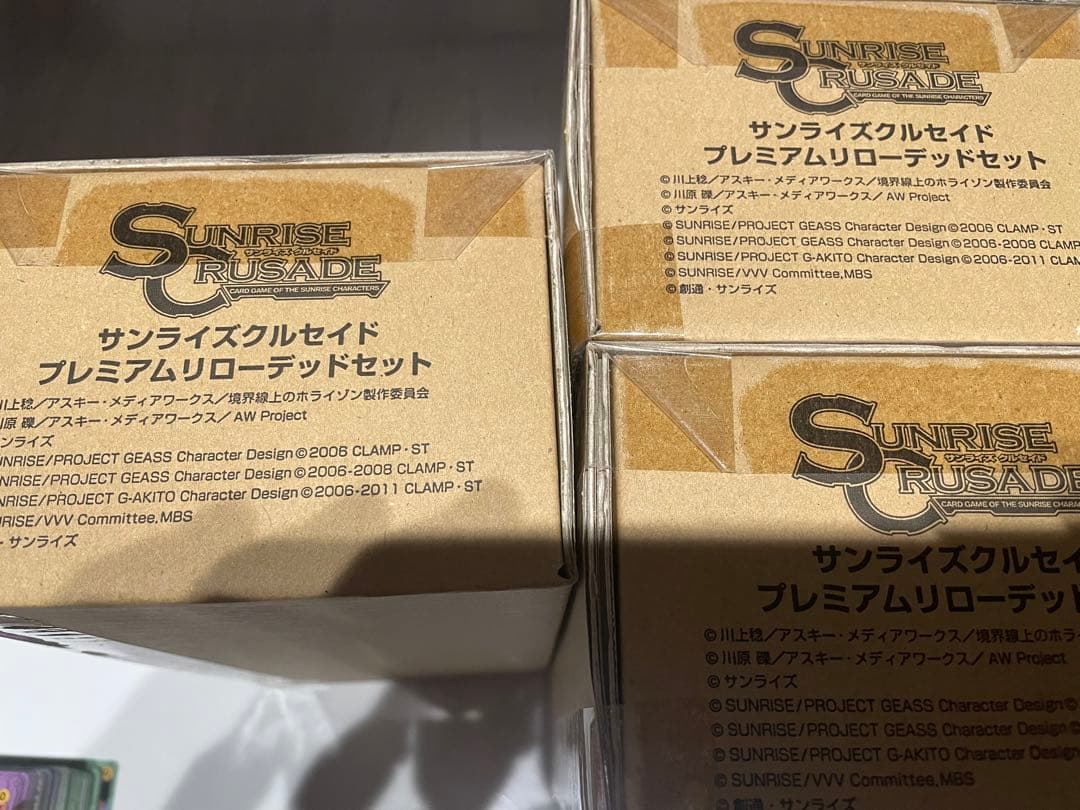 SUNRISE
サンライズ クルセイド
CRUSADE
CARD GAME OF THE SUNRISE CHARACTERS
サンライズクルセイド
プレミアムリローデッドセット
川上稔／アスキー・メディアワークス／境界線上のホライゾン製作委員会
川原 礫／アスキー・メディアワークス／ AW Project
サンライズ
SUNRISE/PROJECT GEASS Character Design©2006 CLAMP・ST
SUNRISE/PROJECT GEASS Character Design©2006-2008 CLAMP・ST
SUNRISE/PROJECT G-AKITO Character Design©2006-2011 CLAMP・ST
SUNRISE/VVV Committee,MBS
・サンライズ
SUNRISE
サンライズ クルセイド
CRUSADE
CARD GAME OF THE SUNRISE CHARACTERS
サンライズクルセイド
プレミアムリローデッドセット
©川上稔／アスキー・メディアワークス／境界線上のホライゾン製作委員会
©川原 礫／アスキー・メディアワークス／ AW Project
©サンライズ
©SUNRISE/PROJECT GEASS Character Design©2006 CLAMP・ST
©SUNRISE/PROJECT GEASS Character Design©2006-2008 CLAMP
©SUNRISE/PROJECT G-AKITO Character Design©2006-2011 CLAM
©SUNRISE/VVV Committee,MBS
©創通・サンライズ
SUNRISE
サンライズ クルセイド
CRUSADE
CARD GAME OF THE SUNRISE CHARAC
サンライズクルセイ
プレミアムリローデッ
©川上稔／アスキー・メディアワークス／境界線上のホラ
©川原 礫／アスキー・メディアワークス／ AW Project
©サンライズ
©SUNRISE/PROJECT GEASS Character Design©
©SUNRISE/PROJECT GEASS Character Design©
©SUNRISE/PROJECT G-AKITO Character Design
©SUNRISE/VVV Committee,MBS
©創通・サンライズ